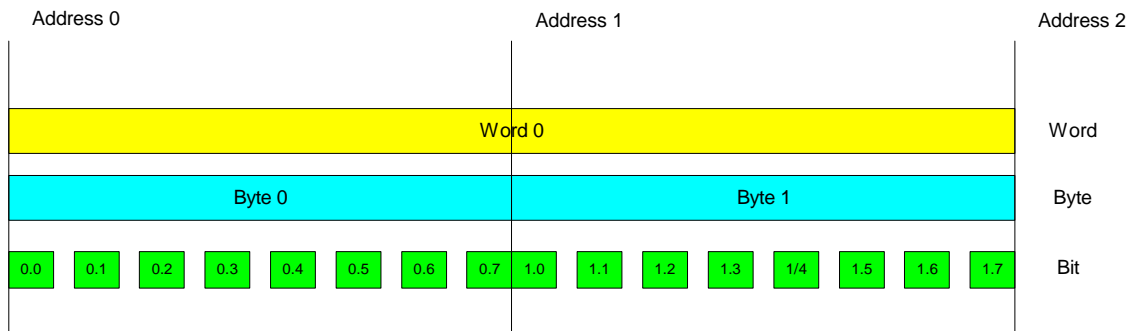 Address 0 Address 1 Address 2
Word 0 Word
Byte 0 Byte 1 Byte
0.0 0.1 0.2 0.3 0.4 0.5 0.6 0.7 1.0 1.1 1.2 1.3 1/4 1.5 1.6 1.7 Bit